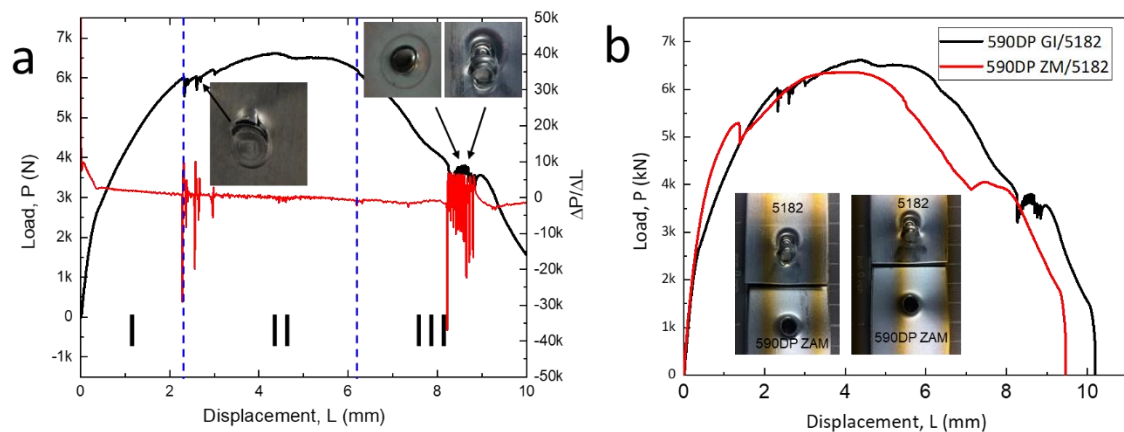 a
7k
6k
5k
4k
3k
2k
1k
0
-1k
Load, P (N)
0
2
4
6
8
10
Displacement, L (mm)
50k
40k
30k
20k
10k
0
-10k
-20k
-30k
-40k
-50k
ΔP/ΔL
I
II
III
b
7k
6k
5k
4k
3k
2k
1k
0
Load, P (kN)
0
2
4
6
8
10
Displacement, L (mm)
590DP GI/5182
590DP ZM/5182
5182
590DP ZAM
5182
590DP ZAM